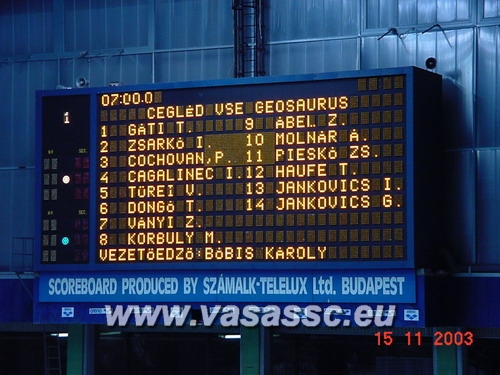 07:00.0
1
CEGLéD VSE GEOSAURUS
1 GÁTI T. 9 ÁBEL Z.
2 ZSARKó I. 10 MOLNÁR Á.
3 COCHOVAN,P. 11 PIESKó ZS.
4 CAGALINEC I. 12 HAUFE T.
5 TÖREI V. 13 JANKOVICS I.
6 DONGó T. 14 JANKOVICS G.
7 VÁNYI Z.
8 KORBULY M.
VEZETőEDZő:BóBIS KÁROLY
SCOREBOARD PRODUCED BY SZÁMALK-TELELUX Ltd. BUDAPEST
www.vasassc.eu
15 11 2003